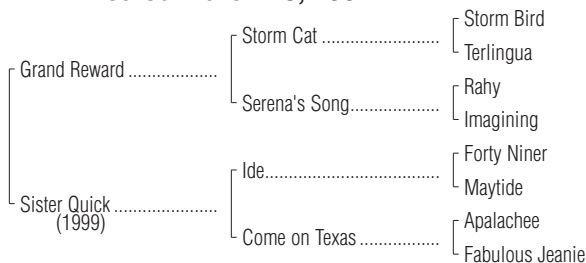 Storm Bird
Storm Cat ........................
Terlingua
Grand Reward ..................
Rahy
Serena's Song ........................
Imagining
Forty Niner
Ide ..............................................
Maytide
Sister Quick .....................
(1999)
Apalachee
Come on Texas .....................
Fabulous Jeanie